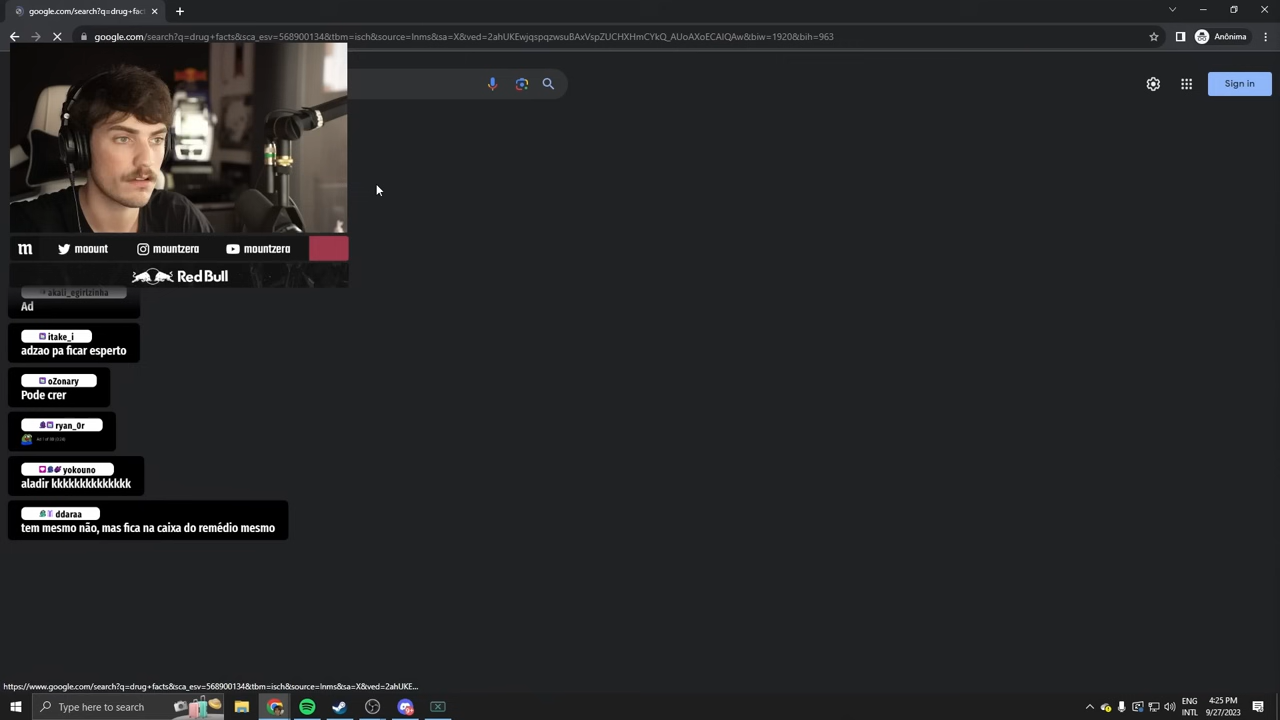 google.com/search?q=drug+fact
google.com/search?q=drug+facts&sca_esv=568900134&tbm=isch&source=lnms&sa=X&ved=2ahUKEwjqspqzwsuBAxVspZUCHXHmCYkQ_AUoAXoECAIQAw&biw=1920&bih=963
Anônima
Sign in
m moount mountzera mountzera
Red Bull
akali_egirlzinha
Ad
itake_i
adzao pa ficar esperto
oZonary
Pode crer
ryan_0r
yokouno
aladir kkkkkkkkkkkkk
ddaraa
tem mesmo não, mas fica na caixa do remédio mesmo
https://www.google.com/search?q=drug+facts&sca_esv=568900134&tbm=isch&source=lnms&sa=X&ved=2ahUKE...
Type here to search
ENG
INTL
4:25 PM
9/27/2023